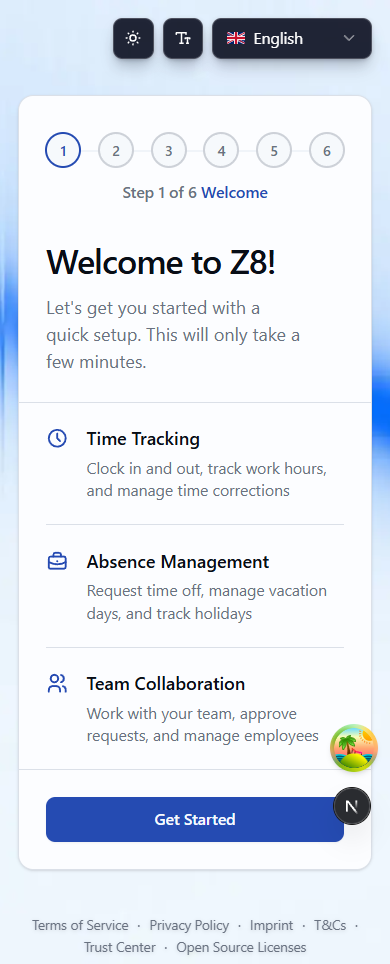 Tт
English
1 2 3 4 5 6
Step 1 of 6 Welcome
Welcome to Z8!
Let's get you started with a
quick setup. This will only take a
few minutes.
Time Tracking
Clock in and out, track work hours,
and manage time corrections
Absence Management
Request time off, manage vacation
days, and track holidays
Team Collaboration
Work with your team, approve
requests, and manage employees
Get Started
N
Terms of Service · Privacy Policy · Imprint · T&Cs ·
Trust Center · Open Source Licenses